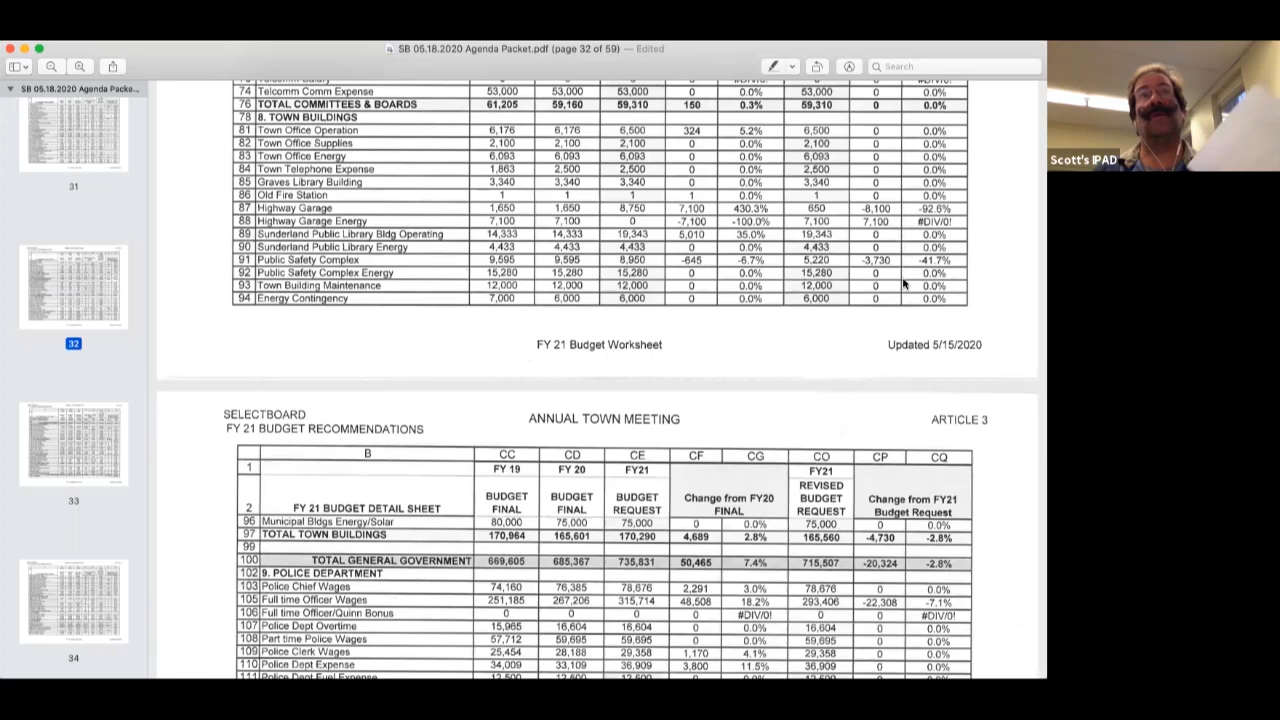 SB 05.18.2020 Agenda Packet.pdf (page 32 of 59) — Edited
Search
SB 05.18.2020 Agenda Packe...
31
32
33
34
74 Telcomm Comm Expense 53,000 53,000 53,000 0 0.0% 53,000 0 0.0%
76 TOTAL COMMITTEES & BOARDS 61,205 59,160 59,310 150 0.3% 59,310 0 0.0%
78 8. TOWN BUILDINGS
81 Town Office Operation 6,176 6,176 6,500 324 5.2% 6,500 0 0.0%
82 Town Office Supplies 2,100 2,100 2,100 0 0.0% 2,100 0 0.0%
83 Town Office Energy 6,093 6,093 6,093 0 0.0% 6,093 0 0.0%
84 Town Telephone Expense 1,863 2,500 2,500 0 0.0% 2,500 0 0.0%
85 Graves Library Building 3,340 3,340 3,340 0 0.0% 3,340 0 0.0%
86 Old Fire Station 1 1 1 1 0.0% 1 0 0.0%
87 Highway Garage 1,650 1,650 8,750 7,100 430.3% 650 -8,100 -92.6%
88 Highway Garage Energy 7,100 7,100 0 -7,100 -100.0% 7,100 7,100 #DIV/0!
89 Sunderland Public Library Bldg Operating 14,333 14,333 19,343 5,010 35.0% 19,343 0 0.0%
90 Sunderland Public Library Energy 4,433 4,433 4,433 0 0.0% 4,433 0 0.0%
91 Public Safety Complex 9,595 9,595 8,950 -645 -6.7% 5,220 -3,730 -41.7%
92 Public Safety Complex Energy 15,280 15,280 15,280 0 0.0% 15,280 0 0.0%
93 Town Building Maintenance 12,000 12,000 12,000 0 0.0% 12,000 0 0.0%
94 Energy Contingency 7,000 6,000 6,000 0 0.0% 6,000 0 0.0%
FY 21 Budget Worksheet Updated 5/15/2020
SELECTBOARD
FY 21 BUDGET RECOMMENDATIONS
ANNUAL TOWN MEETING
ARTICLE 3
B CC CD CE CF CG CO CP CQ
1 FY 19 FY 20 FY21 FY21
2 FY 21 BUDGET DETAIL SHEET BUDGET FINAL BUDGET FINAL BUDGET REQUEST Change from FY20 FINAL REVISED BUDGET REQUEST Change from FY21 Budget Request
96 Municipal Bldgs Energy/Solar 80,000 75,000 75,000 0 0.0% 75,000 0 0.0%
97 TOTAL TOWN BUILDINGS 170,964 165,601 170,290 4,689 2.8% 165,560 -4,730 -2.8%
99
100 TOTAL GENERAL GOVERNMENT 669,605 685,367 735,831 50,465 7.4% 715,507 -20,324 -2.8%
102 9. POLICE DEPARTMENT
103 Police Chief Wages 74,160 76,385 78,676 2,291 3.0% 78,676 0 0.0%
105 Full time Officer Wages 251,185 267,206 315,714 48,508 18.2% 293,406 -22,308 -7.1%
106 Full time Officer/Quinn Bonus 0 0 0 0 #DIV/0! 0 0 #DIV/0!
107 Police Dept Overtime 15,965 16,604 16,604 0 0.0% 16,604 0 0.0%
108 Part time Police Wages 57,712 59,695 59,695 0 0.0% 59,695 0 0.0%
109 Police Clerk Wages 25,454 28,188 29,358 1,170 4.1% 29,358 0 0.0%
110 Police Dept Expense 34,009 33,109 36,909 3,800 11.5% 36,909 0 0.0%
Scott's IPAD